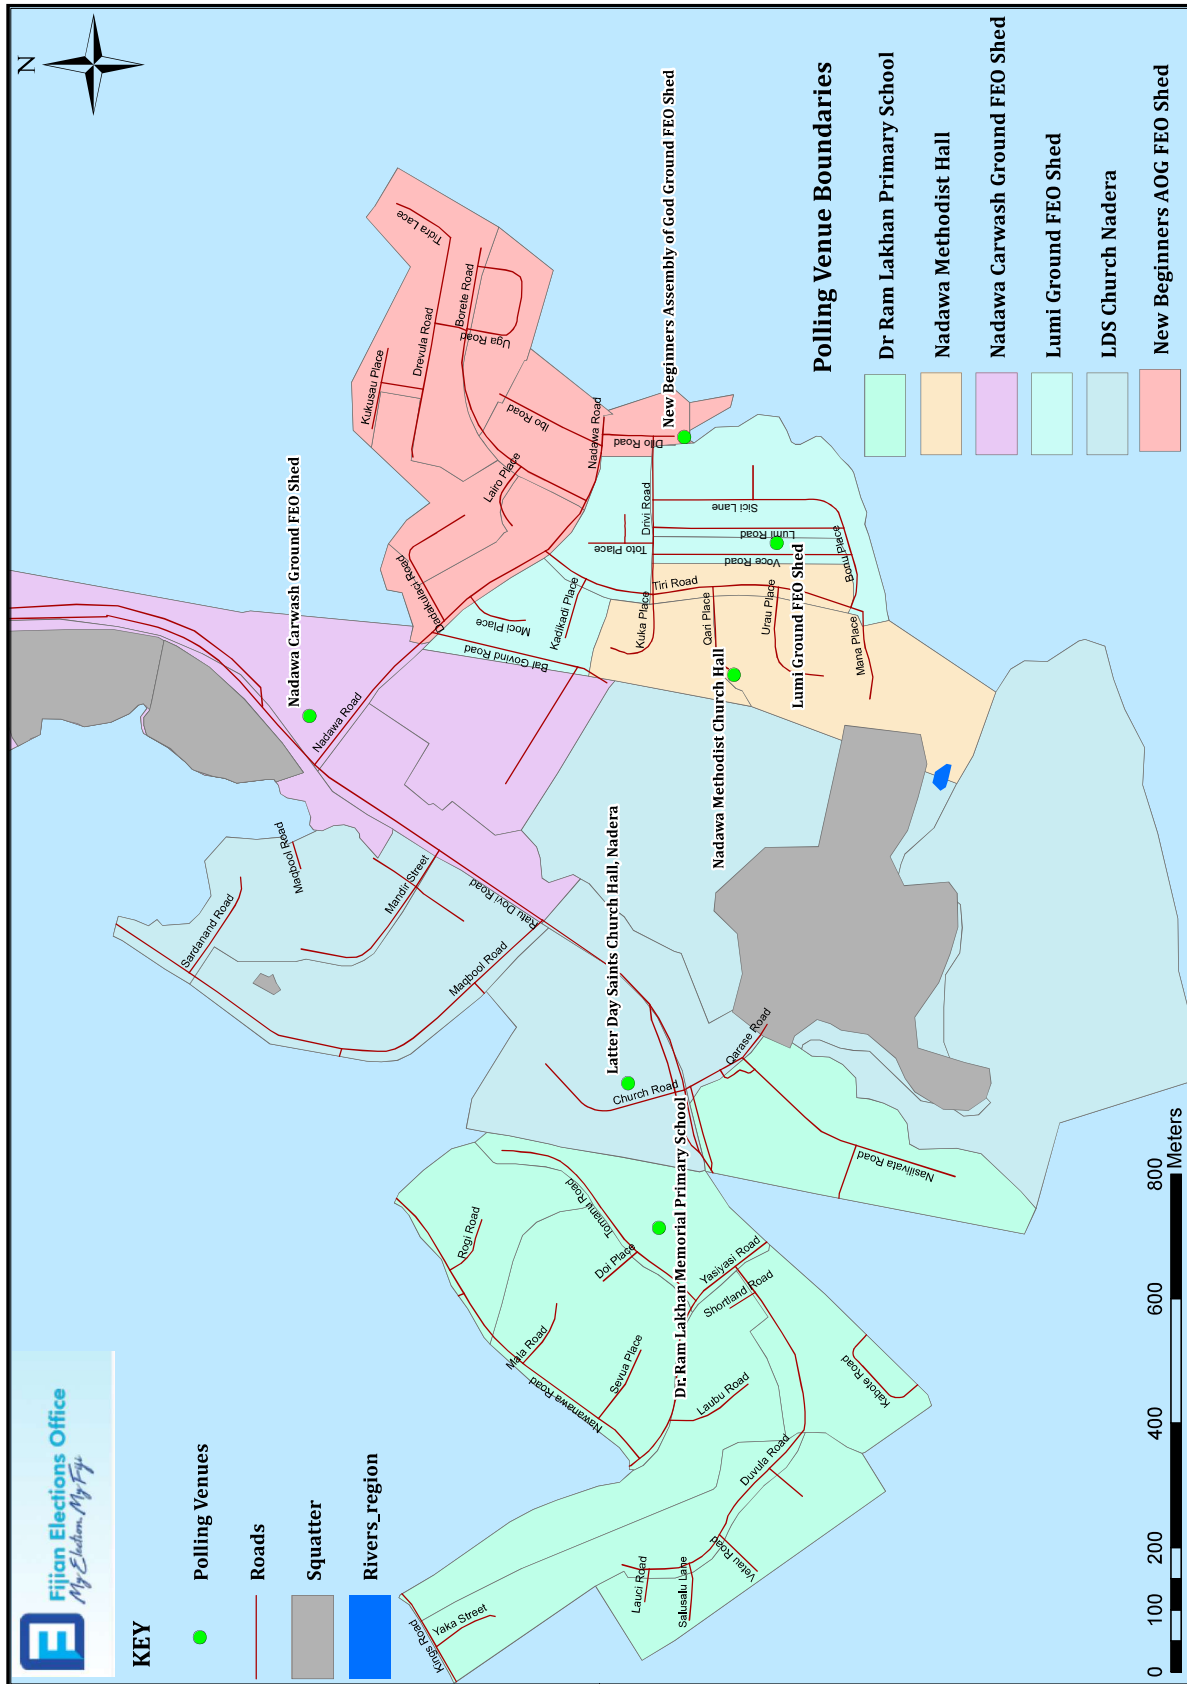 Fijian Elections Office
My Election. My Fiji
KEY
Polling Venues
Roads
Squatter
Rivers_region
N
Polling Venue Boundaries
Dr Ram Lakhan Primary School
Nadawa Methodist Hall
Nadawa Carwash Ground FEO Shed
Lumi Ground FEO Shed
LDS Church Nadera
New Beginners AOG FEO Shed
Nadawa Carwash Ground FEO Shed
New Beginners Assembly of God Ground FEO Shed
Latter Day Saints Church Hall, Nadera
Nadawa Methodist Church Hall
Lumi Ground FEO Shed
Dr. Ram Lakhan Memorial Primary School
Tidra Lace
Borete Road
Uga Road
Drevula Road
Kukusau Place
Ibo Road
Lairo Place
Nadawa Road
Dilo Road
Dadakulaci Road
Drivi Road
Sici Lane
Lumi Road
Voce Road
Bonu Place
Toto Place
Tiri Road
Kadikadi Place
Moci Place
Bal Govind Road
Kuka Place
Qari Place
Urau Place
Mana Place
Nadawa Road
Maqbool Road
Sardanand Road
Mandir Street
Ratu Dovi Road
Maqbool Road
Church Road
Qarase Road
Nasilivata Road
Tomanu Road
Rogi Road
Doi Place
Yasiyasi Road
Shortland Road
Mala Road
Sevua Place
Nawanawa Road
Laubu Road
Kabote Road
Duvula Road
Vetau Road
Lauci Road
Salusalu Lane
Yaka Street
Kings Road
0 100 200 400 600 800
Meters